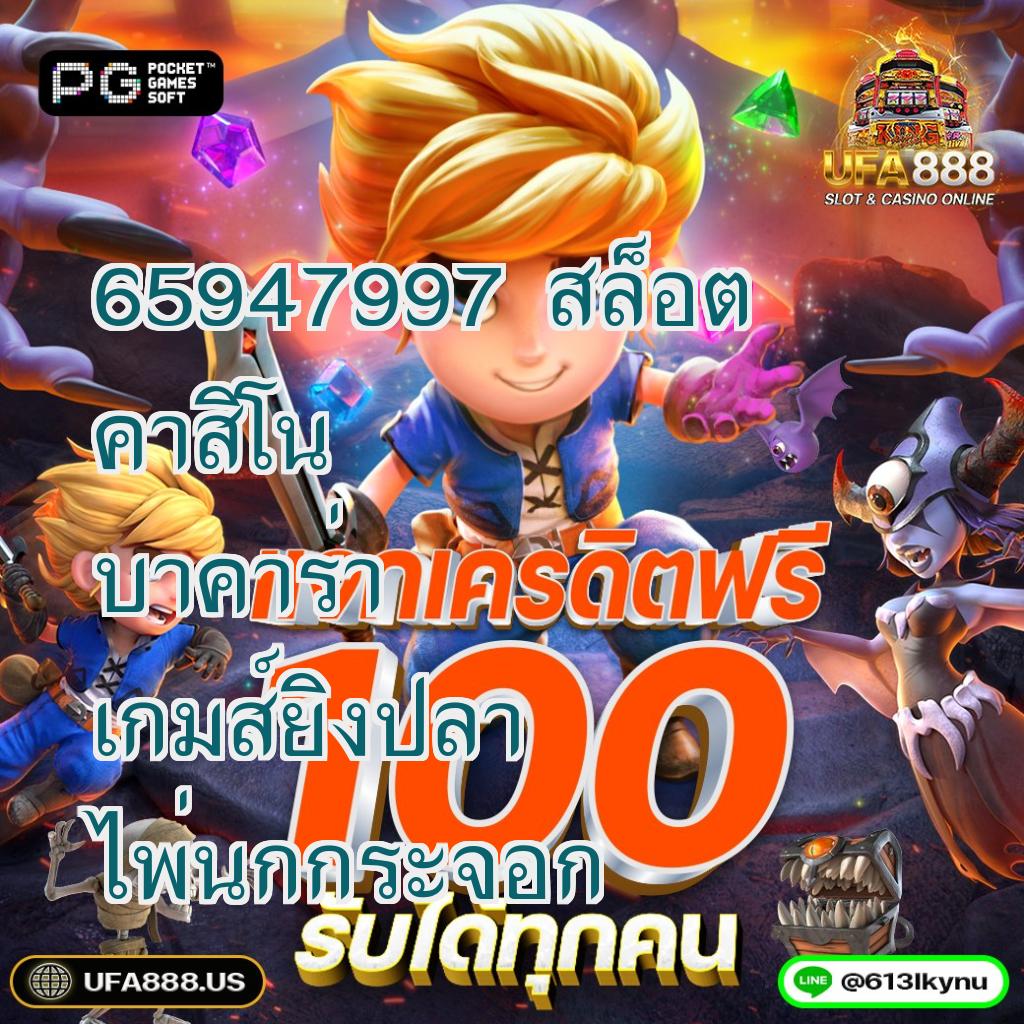 PG POCKET GAMES SOFT™
UFA888
SLOT & CASINO ONLINE
65947997 สล็อต
คาสิโน
บาคาร่า
เครดิตฟรี
เกมส์ยิงปลา
100
ไพ่นกกระจอก
รับได้ทุกคน
UFA888.US
LINE @613lkynu